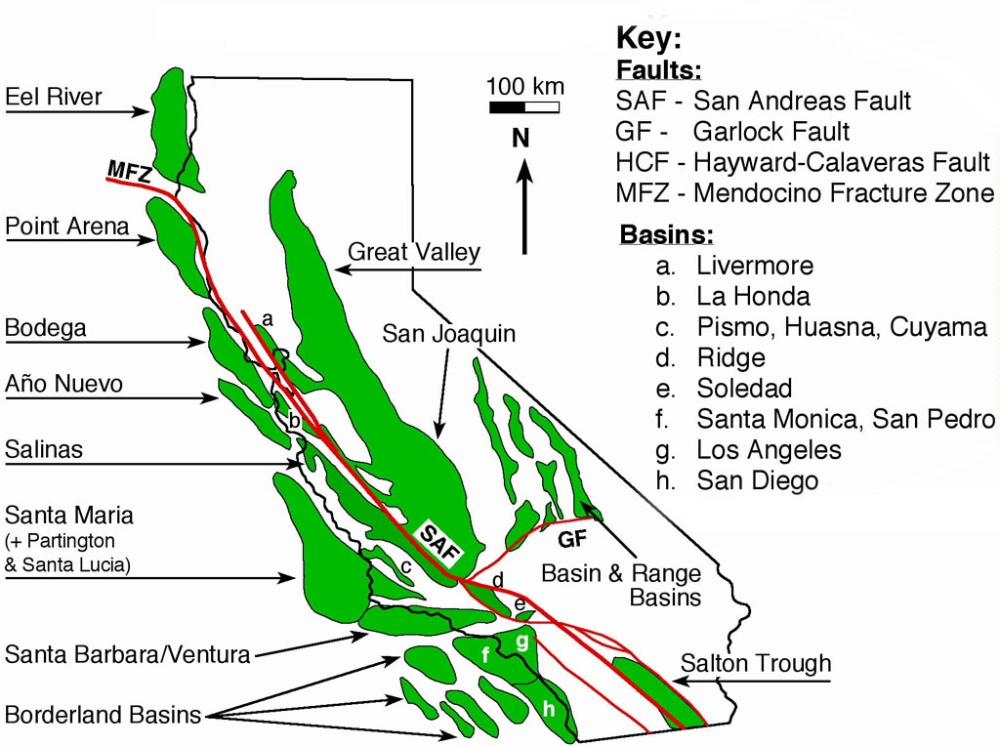 Key:
Faults:
SAF - San Andreas Fault
GF - Garlock Fault
HCF - Hayward-Calaveras Fault
MFZ - Mendocino Fracture Zone
Basins:
a. Livermore
b. La Honda
c. Pismo, Huasna, Cuyama
d. Ridge
e. Soledad
f. Santa Monica, San Pedro
g. Los Angeles
h. San Diego
100 km
N
Eel River
MFZ
Point Arena
Great Valley
Bodega
a
San Joaquin
Año Nuevo
b
Salinas
Santa Maria
(+ Partington
& Santa Lucia)
SAF
GF
c
d
Basin & Range
Basins
e
Santa Barbara/Ventura
f
g
Salton Trough
Borderland Basins
h